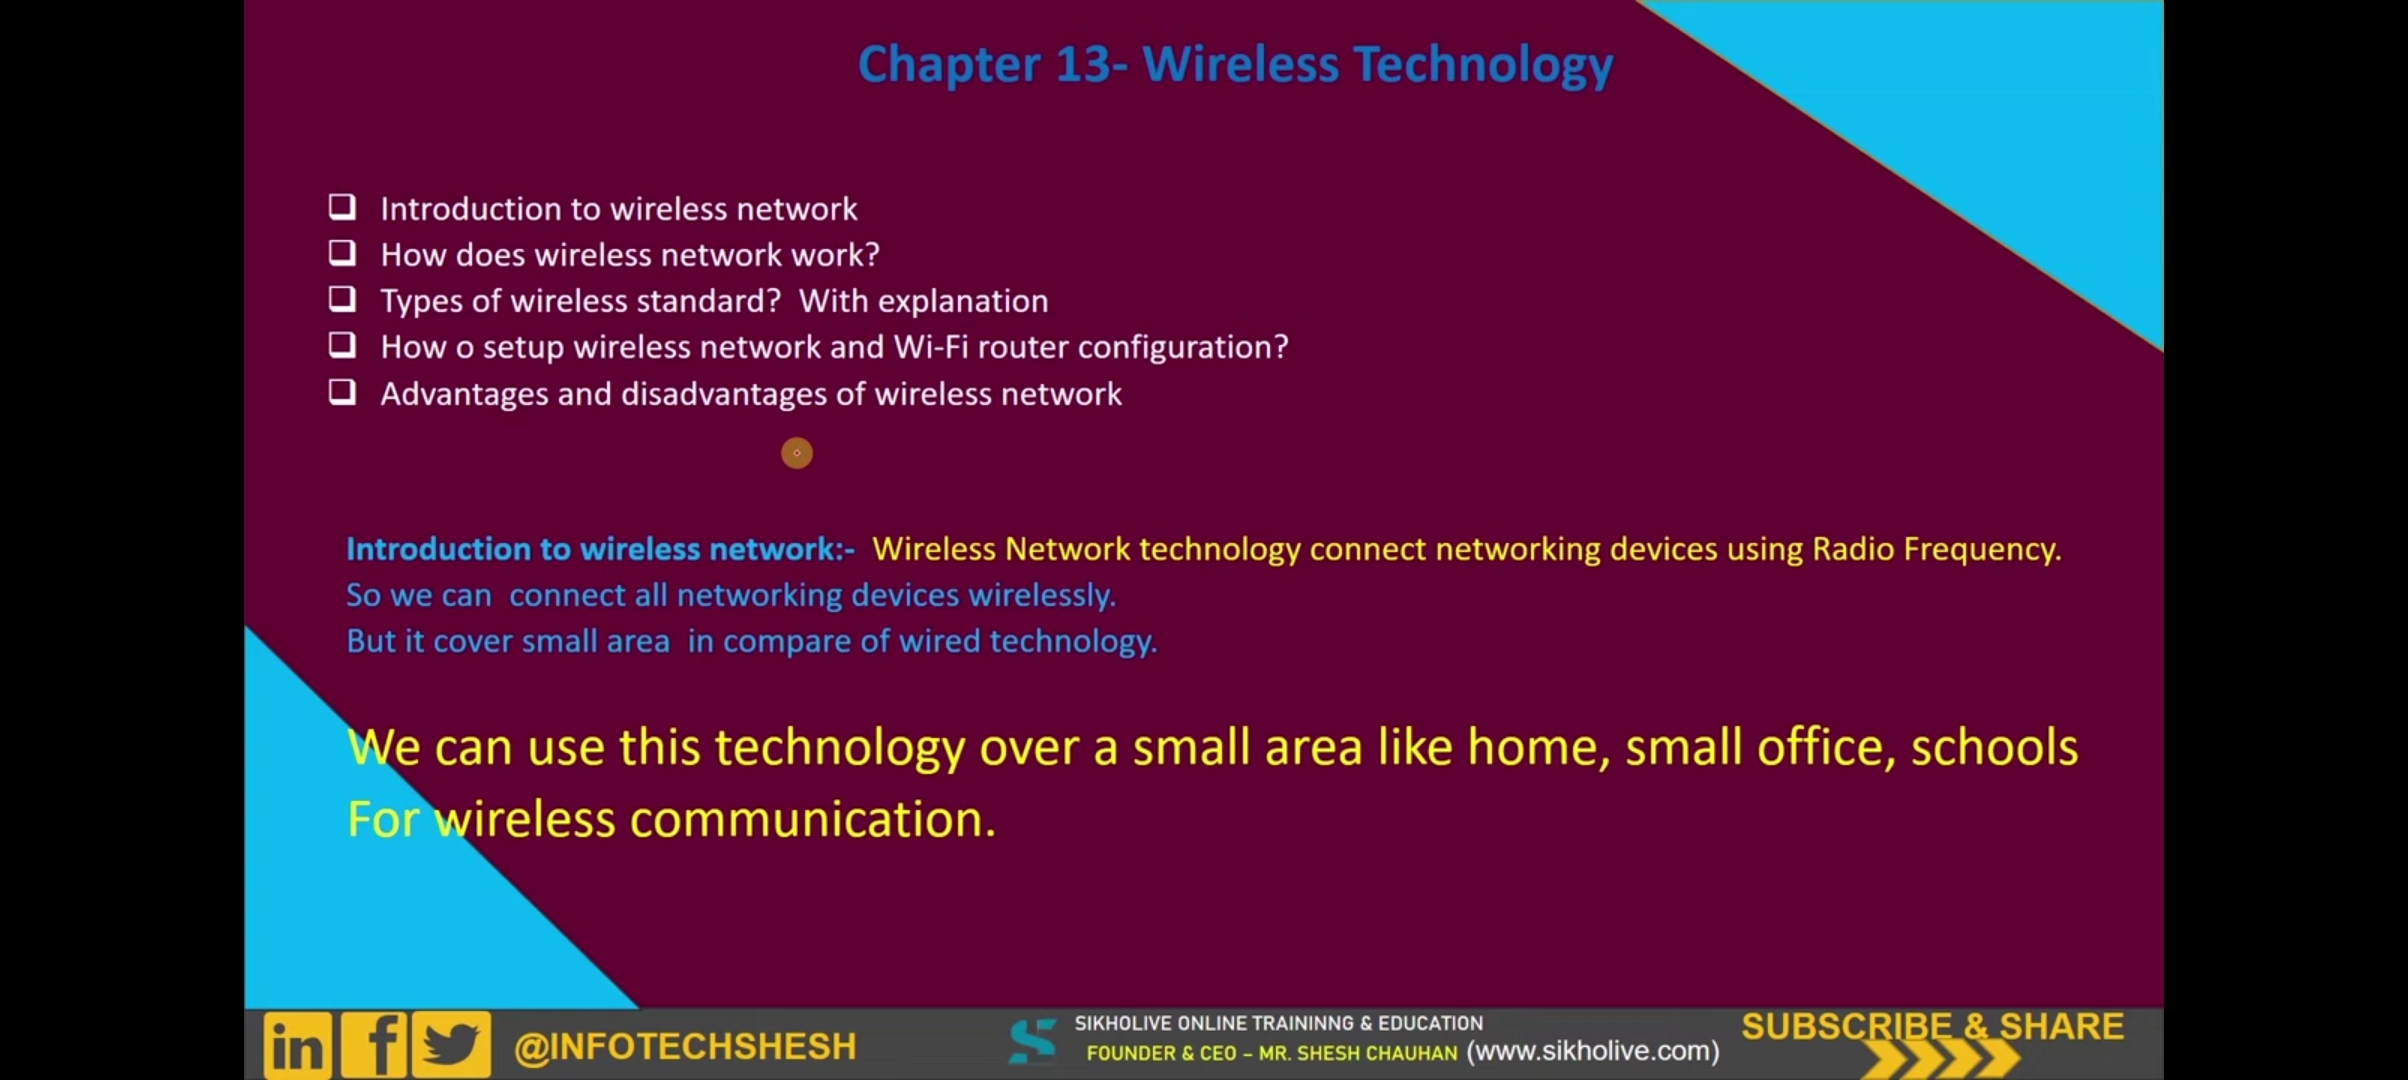 Chapter 13- Wireless Technology
Introduction to wireless network
How does wireless network work?
Types of wireless standard?  With explanation
How o setup wireless network and Wi-Fi router configuration?
Advantages and disadvantages of wireless network
Introduction to wireless network:-  Wireless Network technology connect networking devices using Radio Frequency.
So we can  connect all networking devices wirelessly.
But it cover small area  in compare of wired technology.
We can use this technology over a small area like home, small office, schools
For wireless communication.
in f @INFOTECHSHESH
S
SIKHOLIVE ONLINE TRAININNG & EDUCATION
FOUNDER & CEO – MR. SHESH CHAUHAN (www.sikholive.com)
SUBSCRIBE & SHARE